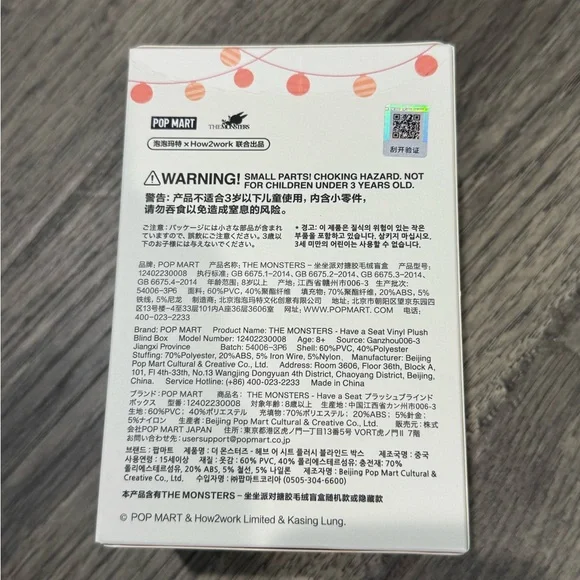 POP MART THE MONSTERS
泡泡玛特 × How2work 联合出品
刮开验证
WARNING! SMALL PARTS! CHOKING HAZARD. NOT
FOR CHILDREN UNDER 3 YEARS OLD.
警告: 产品不适合3岁以下儿童使用，内含小零件，
请勿吞食以免造成窒息的风险。
ご注意: パッケージには小さな部品が含まれ
ていますので、誤飲にご注意ください。3歳以
下のお子様には与えないでください。
* 경고: 이 제품은 질식의 위험이 있는 작은
부품을 포함하고 있습니다. 삼키지 마십시오.
3세 미만의 어린이는 사용할 수 없습니다.
品牌: POP MART 产品名称: THE MONSTERS - 坐坐派对搪胶毛绒盲盒 产品型号:
12402230008 执行标准: GB 6675.1-2014、GB 6675.2-2014、GB 6675.3-2014、
GB 6675.4-2014 年龄范围: 8岁以上 产地: 江西省赣州市006-3 生产批次:
54006-3P6 面料: 60%PVC, 40%聚酯纤维 填充物: 70%聚酯纤维, 20%ABS, 5%
铁线, 5%尼龙 制造商: 北京泡泡玛特文化创意有限公司 地址: 北京市朝阳区望京东园四
区13号楼-4至33层101内A座36层3606室 网址: WWW.POPMART.COM 服务热线:
400-023-2233
Brand: POP MART Product Name: THE MONSTERS - Have a Seat Vinyl Plush
Blind Box Model Number: 12402230008 Age: 8+ Source: Ganzhou006-3
Jiangxi Province Batch: 54006-3P6 Shell: 60%PVC, 40%Polyester
Stuffing: 70%Polyester, 20%ABS, 5% Iron Wire, 5%Nylon、 Manufacturer: Beijing
Pop Mart Cultural & Creative Co., Ltd. Address: Room 3606, Floor 36th, Block A,
101, Fl 4th-33th, No.13 Wangjing Dongyuan 4th District, Chaoyang District, Beijing,
China. Service Hotline: (+86) 400-023-2233 Made in China
ブランド: POP MART 商品名: THE MONSTERS - Have a Seat プラッシュブラインド
ボックス 型番: 12402230008 対象年齢: 8歳以上 生産地: 中国江西省カン州市006-3
生地: 60%PVC; 40%ポリエステル 充填物: 70%ポリエステル; 20%ABS; 5%針金;
5%ナイロン 生産者: Beijing Pop Mart Cultural & Creative Co., Ltd. 販売元: 株式会
社POP MART JAPAN 住所: 東京都港区虎ノ門一丁目13番5号 VORT虎ノ門II 7階
お問い合わせ先: usersupport@popmart.co.jp
브랜드: 팝마트 제품명: 더 몬스터즈 - 헤브 어 시트 플러시 블라인드 박스 제조국명: 중국
사용연령: 15세이상 재질: 옷감: 60% PVC, 40% 폴리에스테르섬유; 충전재: 70%
폴리에스테르섬유, 20% ABS, 5% 철선, 5% 나일론 제조자명: Beijing Pop Mart Cultural &
Creative Co., Ltd. 수입자명: ㈜팝마트코리아 (0505-304-6600)
本产品含有THE MONSTERS - 坐坐派对搪胶毛绒盲盒随机款或隐藏款
© POP MART & How2work Limited & Kasing Lung.